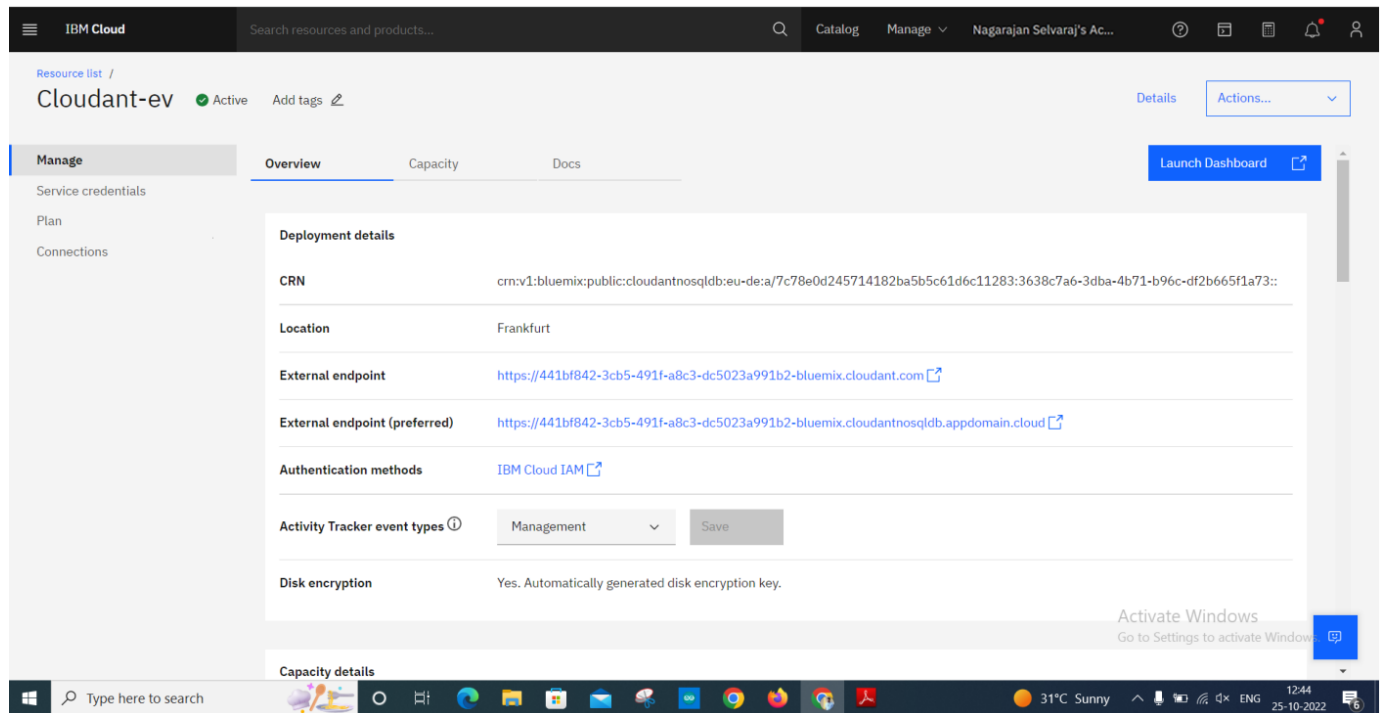 IBM Cloud
Search resources and products...
Catalog
Manage
Nagarajan Selvaraj's Ac...
Resource list /
Cloudant-ev
Active
Add tags
Details
Actions...
Manage
Service credentials
Plan
Connections
Overview
Capacity
Docs
Launch Dashboard
Deployment details
CRN crn:v1:bluemix:public:cloudantnosqldb:eu-de:a/7c78e0d245714182ba5b5c61d6c11283:3638c7a6-3dba-4b71-b96c-df2b665f1a73::
Location Frankfurt
External endpoint https://441bf842-3cb5-491f-a8c3-dc5023a991b2-bluemix.cloudant.com
External endpoint (preferred) https://441bf842-3cb5-491f-a8c3-dc5023a991b2-bluemix.cloudantnosqldb.appdomain.cloud
Authentication methods IBM Cloud IAM
Activity Tracker event types Management Save
Disk encryption Yes. Automatically generated disk encryption key.
Capacity details
Activate Windows
Go to Settings to activate Windows.
Type here to search
31°C Sunny
ENG
12:44
25-10-2022
6